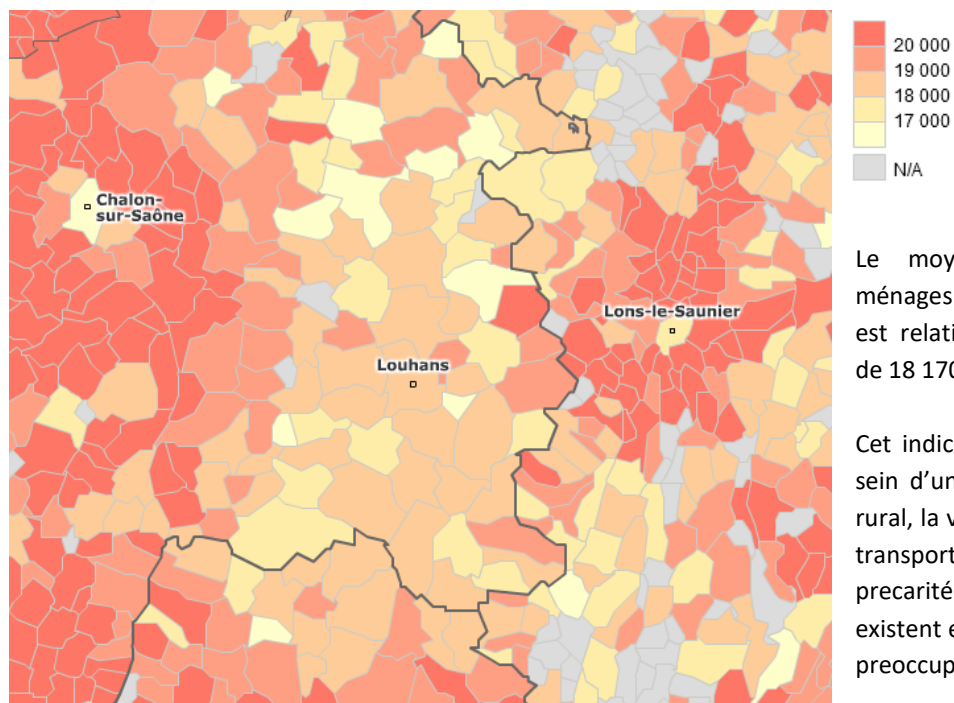 20 000
19 000
18 000
17 000
N/A
Chalon-
sur-Saône
Lons-le-Saunier
Louhans
Le moy
ménages
est relati
de 18 170
Cet indic
sein d’un
rural, la v
transport
precarité
existent e
preoccup